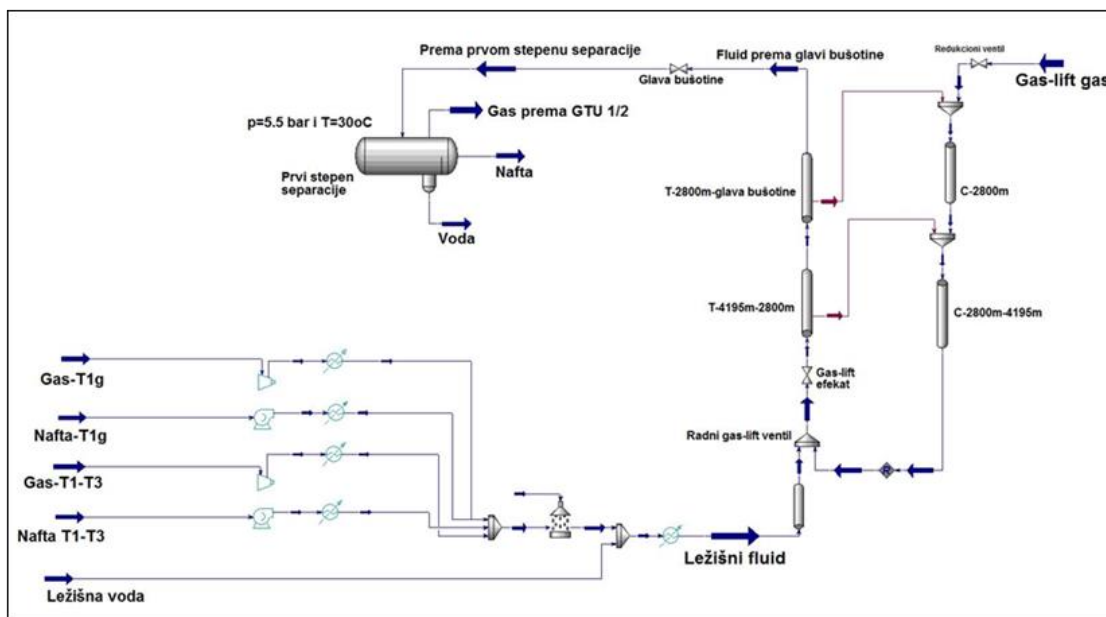 Prema prvom stepenu separacije
Fluid prema glavi bušotine
Redukcioni ventil
Glava bušotine
Gas-lift gas
Gas prema GTU 1/2
p=5.5 bar i T=30oC
Nafta
Prvi stepen
separacije
T-2800m-glava bušotine
C-2800m
Voda
T-4195m-2800m
C-2800m-4195m
Gas-lift
efekat
Gas-T1g
Nafta-T1g
Radni gas-lift ventil
R
Gas-T1-T3
Nafta T1-T3
Ležišni fluid
Ležišna voda